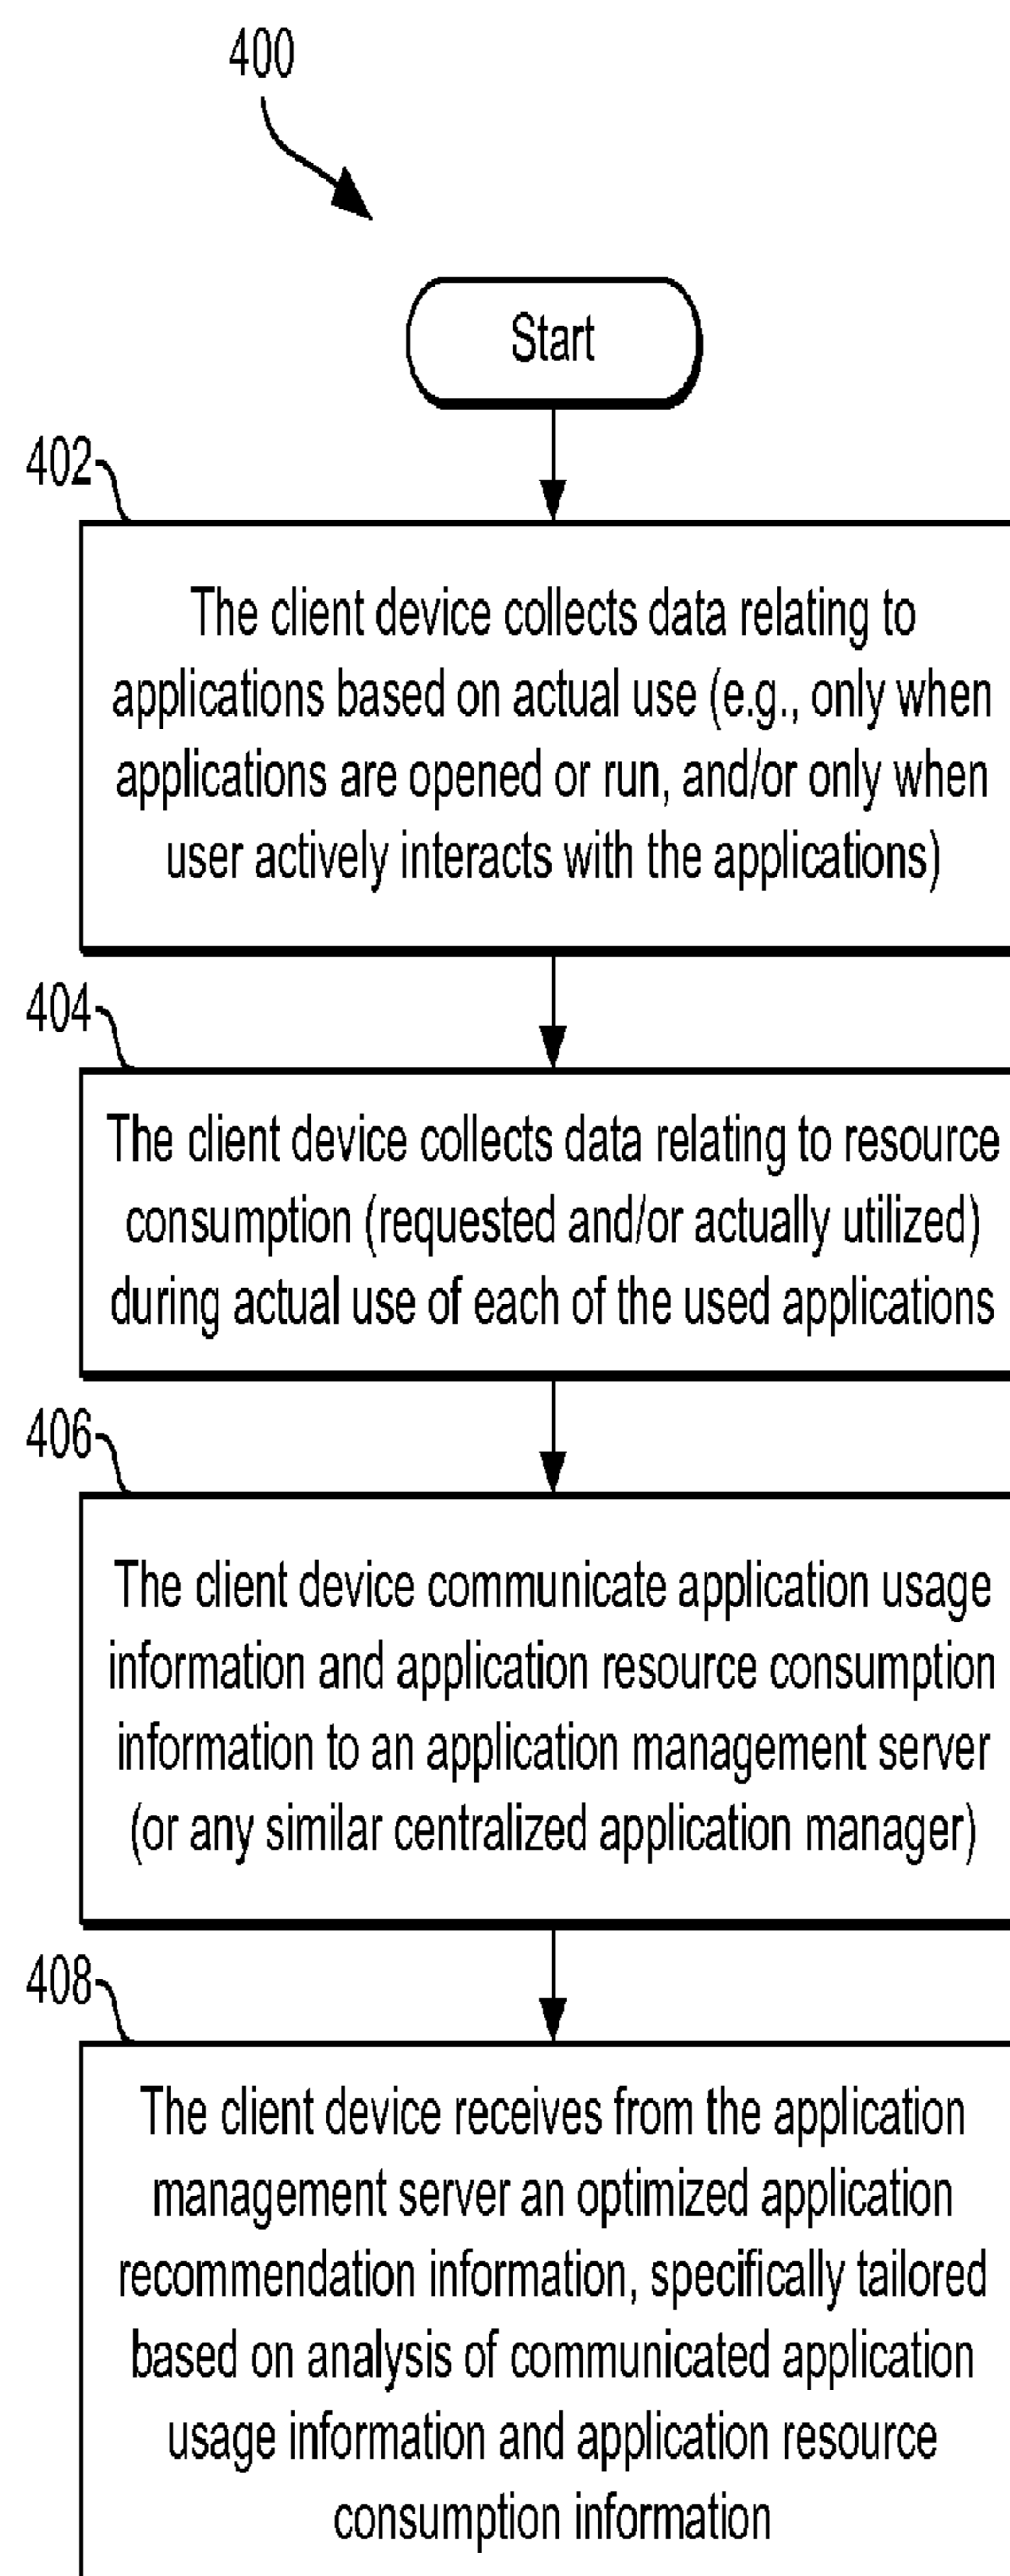 400
Start
402
The client device collects data relating to
applications based on actual use (e.g., only when
applications are opened or run, and/or only when
user actively interacts with the applications)
404
The client device collects data relating to resource
consumption (requested and/or actually utilized)
during actual use of each of the used applications
406
The client device communicate application usage
information and application resource consumption
information to an application management server
(or any similar centralized application manager)
408
The client device receives from the application
management server an optimized application
recommendation information, specifically tailored
based on analysis of communicated application
usage information and application resource
consumption information